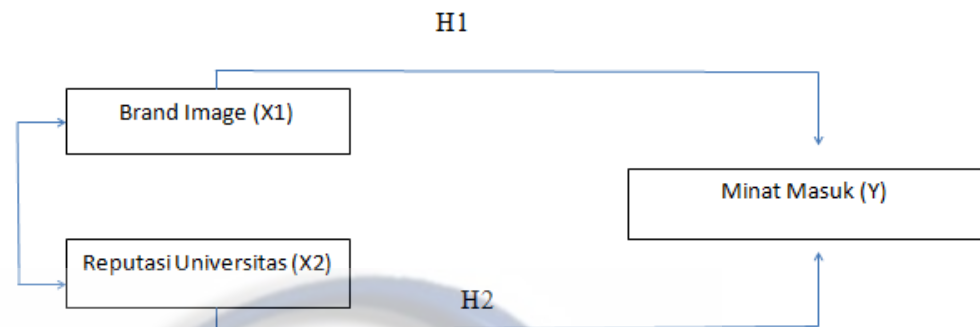 H1
Brand Image (X1)
Minat Masuk (Y)
Reputasi Universitas (X2)
H2